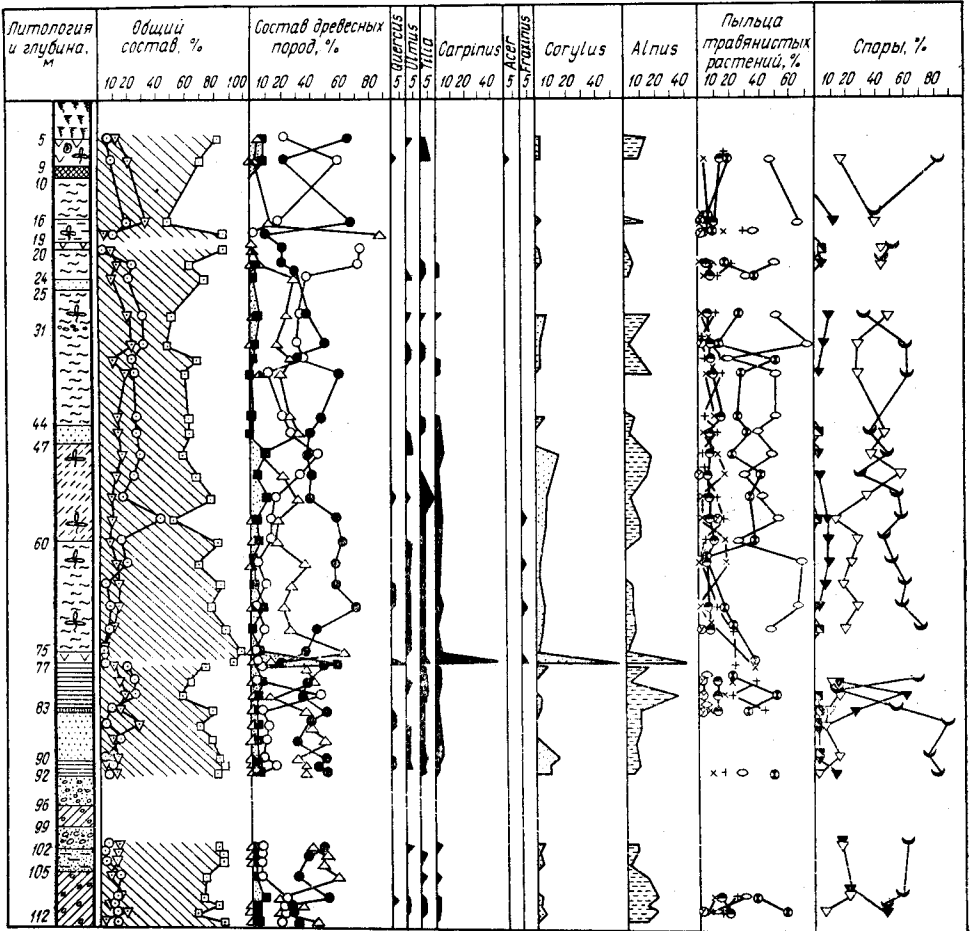 Литология
и глубина,
м
Общий
состав, %
Состав древесных
пород, %
Quercus
Ulmus
Tilia
Carpinus
Acer
Fraxinus
Corylus
Alnus
Пыльца
травянистых
растений, %
Споры, %
10 20 40 60 80 100
10 20 40 60 80
5
5
5
10 20 40
5
5
10 20 40
10 20 40
10 20 40 60
10 20 40 60 80
5
9
10
16
19
20
24
25
31
44
47
60
75
77
83
90
92
96
99
102
105
112